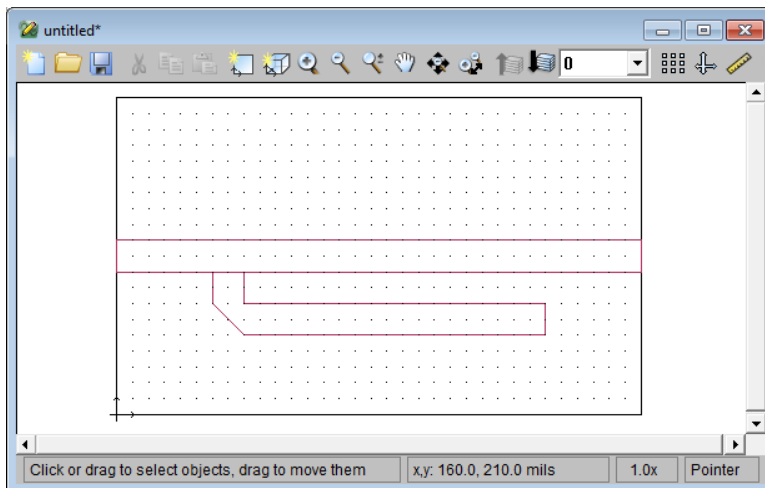 untitled*
0
Click or drag to select objects, drag to move them
x,y: 160.0, 210.0 mils
1.0x
Pointer